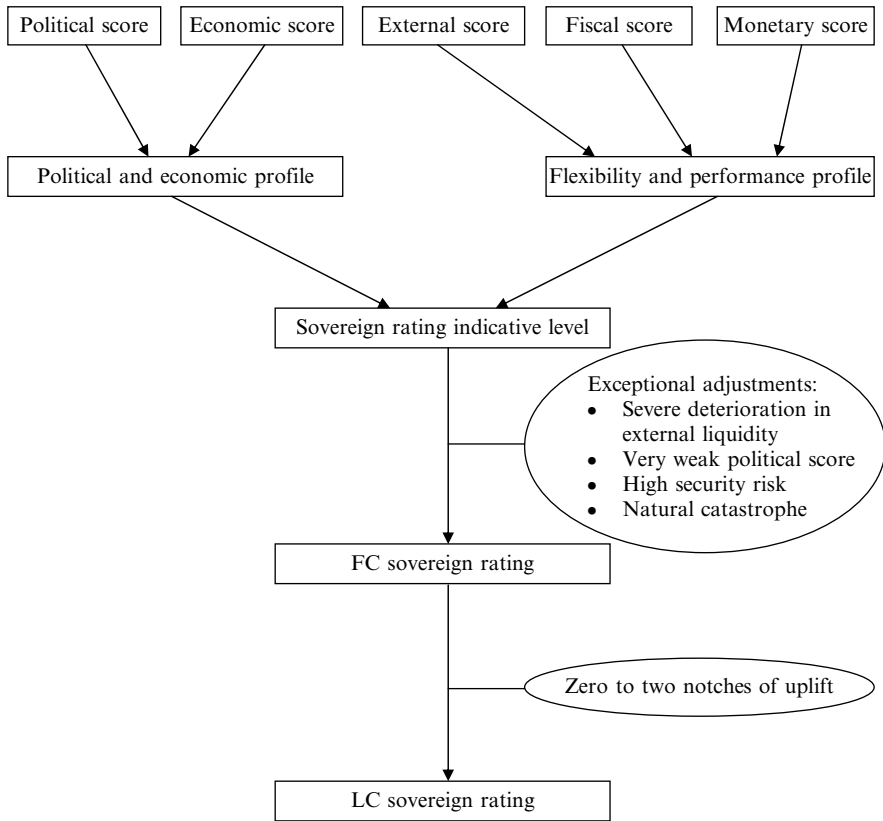 Political score
Economic score
External score
Fiscal score
Monetary score
Political and economic profile
Flexibility and performance profile
Sovereign rating indicative level
Exceptional adjustments:
• Severe deterioration in
external liquidity
• Very weak political score
• High security risk
• Natural catastrophe
FC sovereign rating
Zero to two notches of uplift
LC sovereign rating